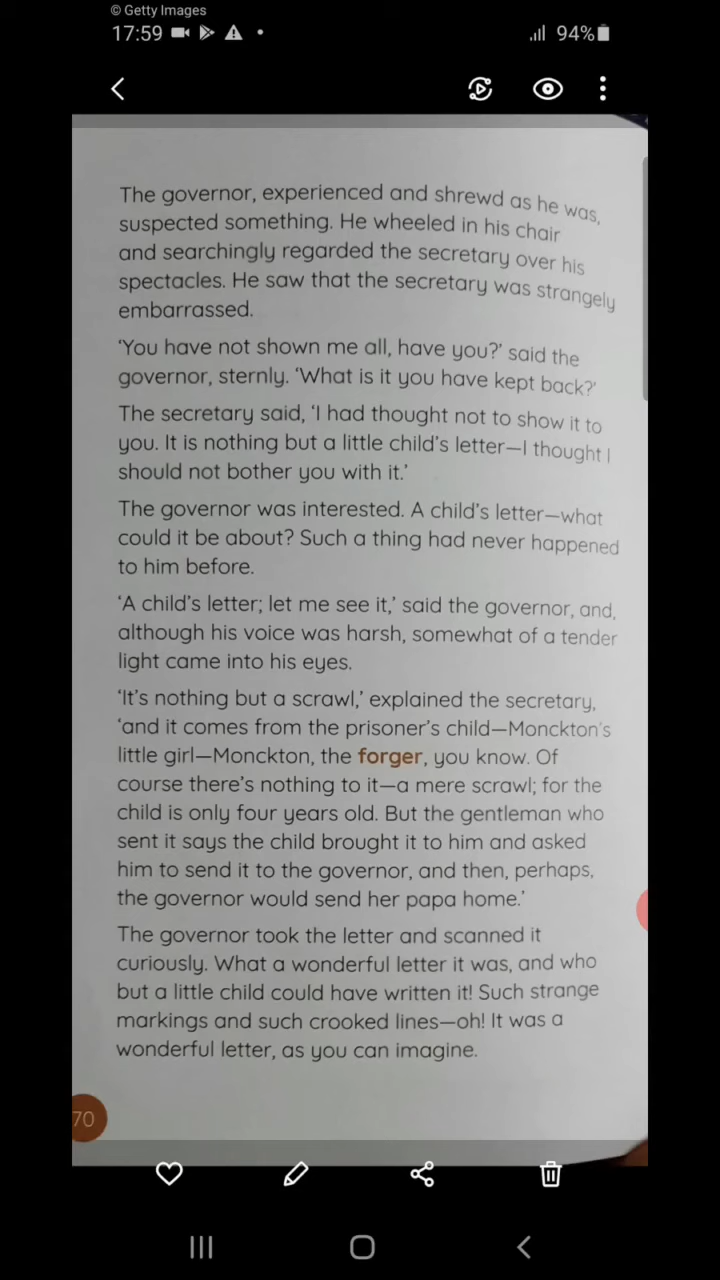 © Getty Images
17:59
94%
The governor, experienced and shrewd as he was,
suspected something. He wheeled in his chair
and searchingly regarded the secretary over his
spectacles. He saw that the secretary was strangely
embarrassed.
‘You have not shown me all, have you?’ said the
governor, sternly. ‘What is it you have kept back?’
The secretary said, ‘I had thought not to show it to
you. It is nothing but a little child’s letter—I thought I
should not bother you with it.’
The governor was interested. A child’s letter—what
could it be about? Such a thing had never happened
to him before.
‘A child’s letter; let me see it,’ said the governor, and,
although his voice was harsh, somewhat of a tender
light came into his eyes.
‘It’s nothing but a scrawl,’ explained the secretary,
‘and it comes from the prisoner’s child—Monckton’s
little girl—Monckton, the forger, you know. Of
course there’s nothing to it—a mere scrawl; for the
child is only four years old. But the gentleman who
sent it says the child brought it to him and asked
him to send it to the governor, and then, perhaps,
the governor would send her papa home.’
The governor took the letter and scanned it
curiously. What a wonderful letter it was, and who
but a little child could have written it! Such strange
markings and such crooked lines—oh! It was a
wonderful letter, as you can imagine.
70